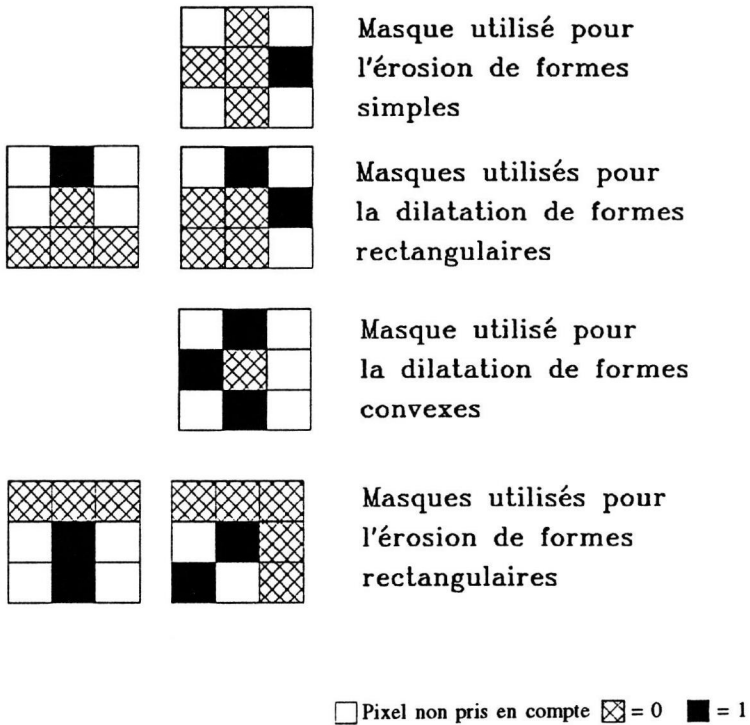 Masque utilisé pour
l'érosion de formes
simples
Masques utilisés pour
la dilatation de formes
rectangulaires
Masque utilisé pour
la dilatation de formes
convexes
Masques utilisés pour
l'érosion de formes
rectangulaires
Pixel non pris en compte = 0 = 1